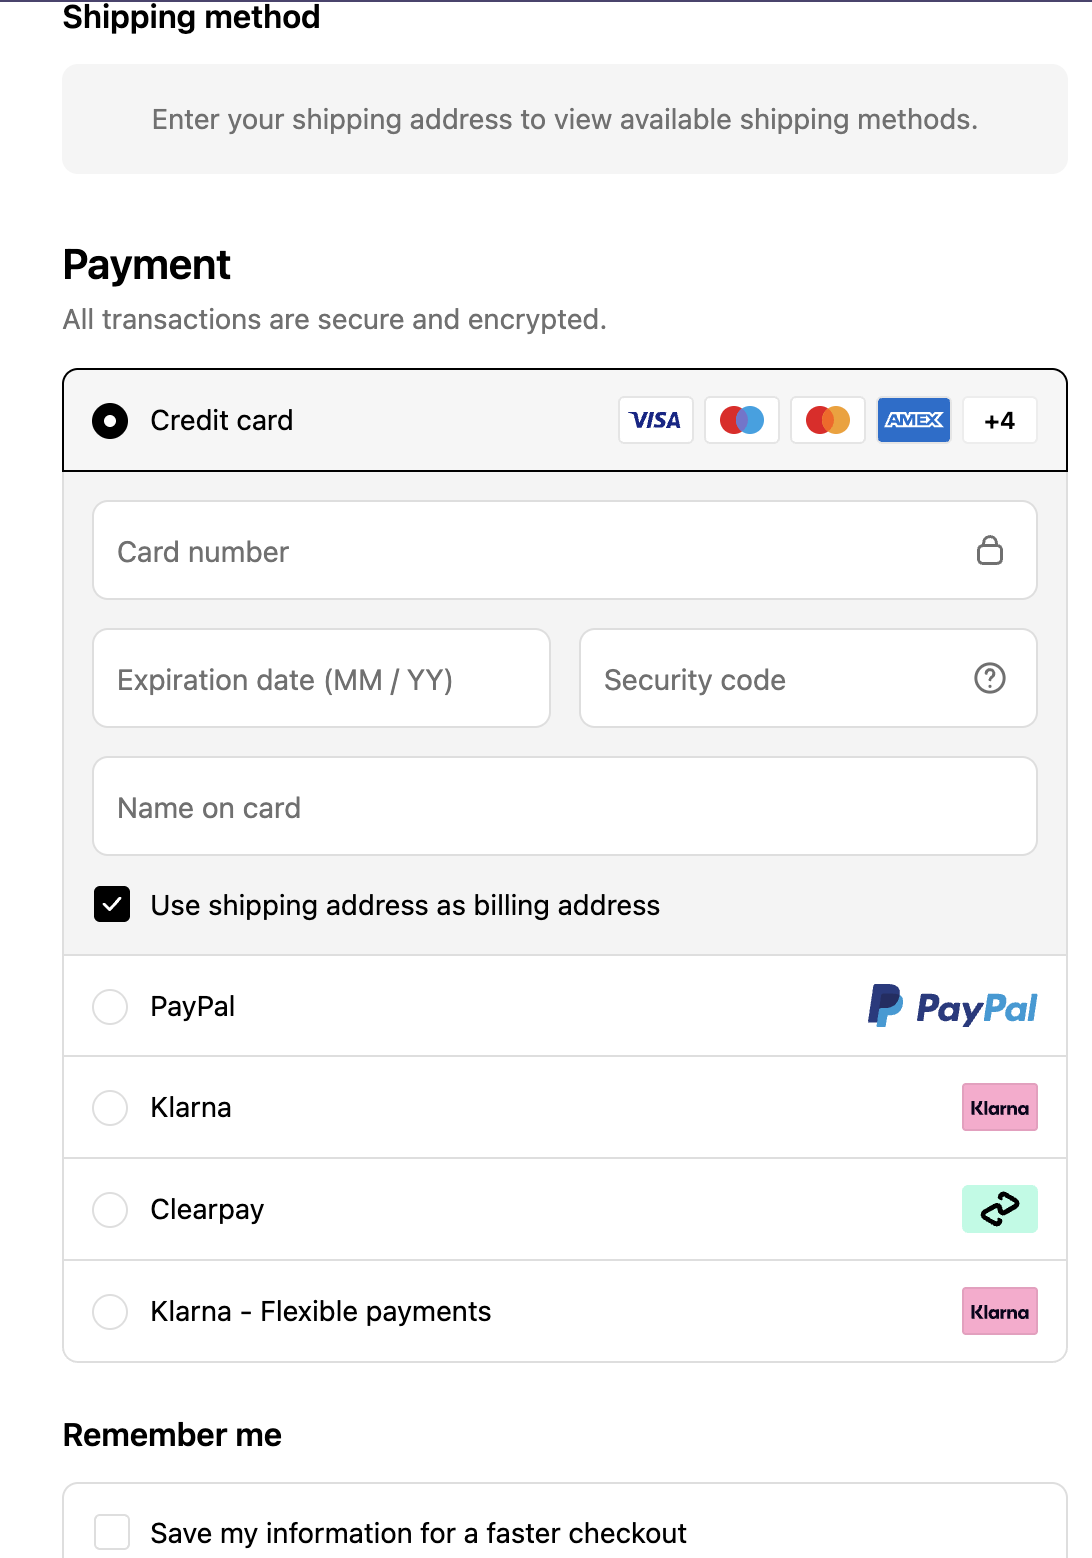 Shipping method
Enter your shipping address to view available shipping methods.
Payment
All transactions are secure and encrypted.
Credit card VISA AMEX +4
Card number
Expiration date (MM / YY) Security code
Name on card
Use shipping address as billing address
PayPal PayPal
Klarna Klarna
Clearpay
Klarna - Flexible payments Klarna
Remember me
Save my information for a faster checkout